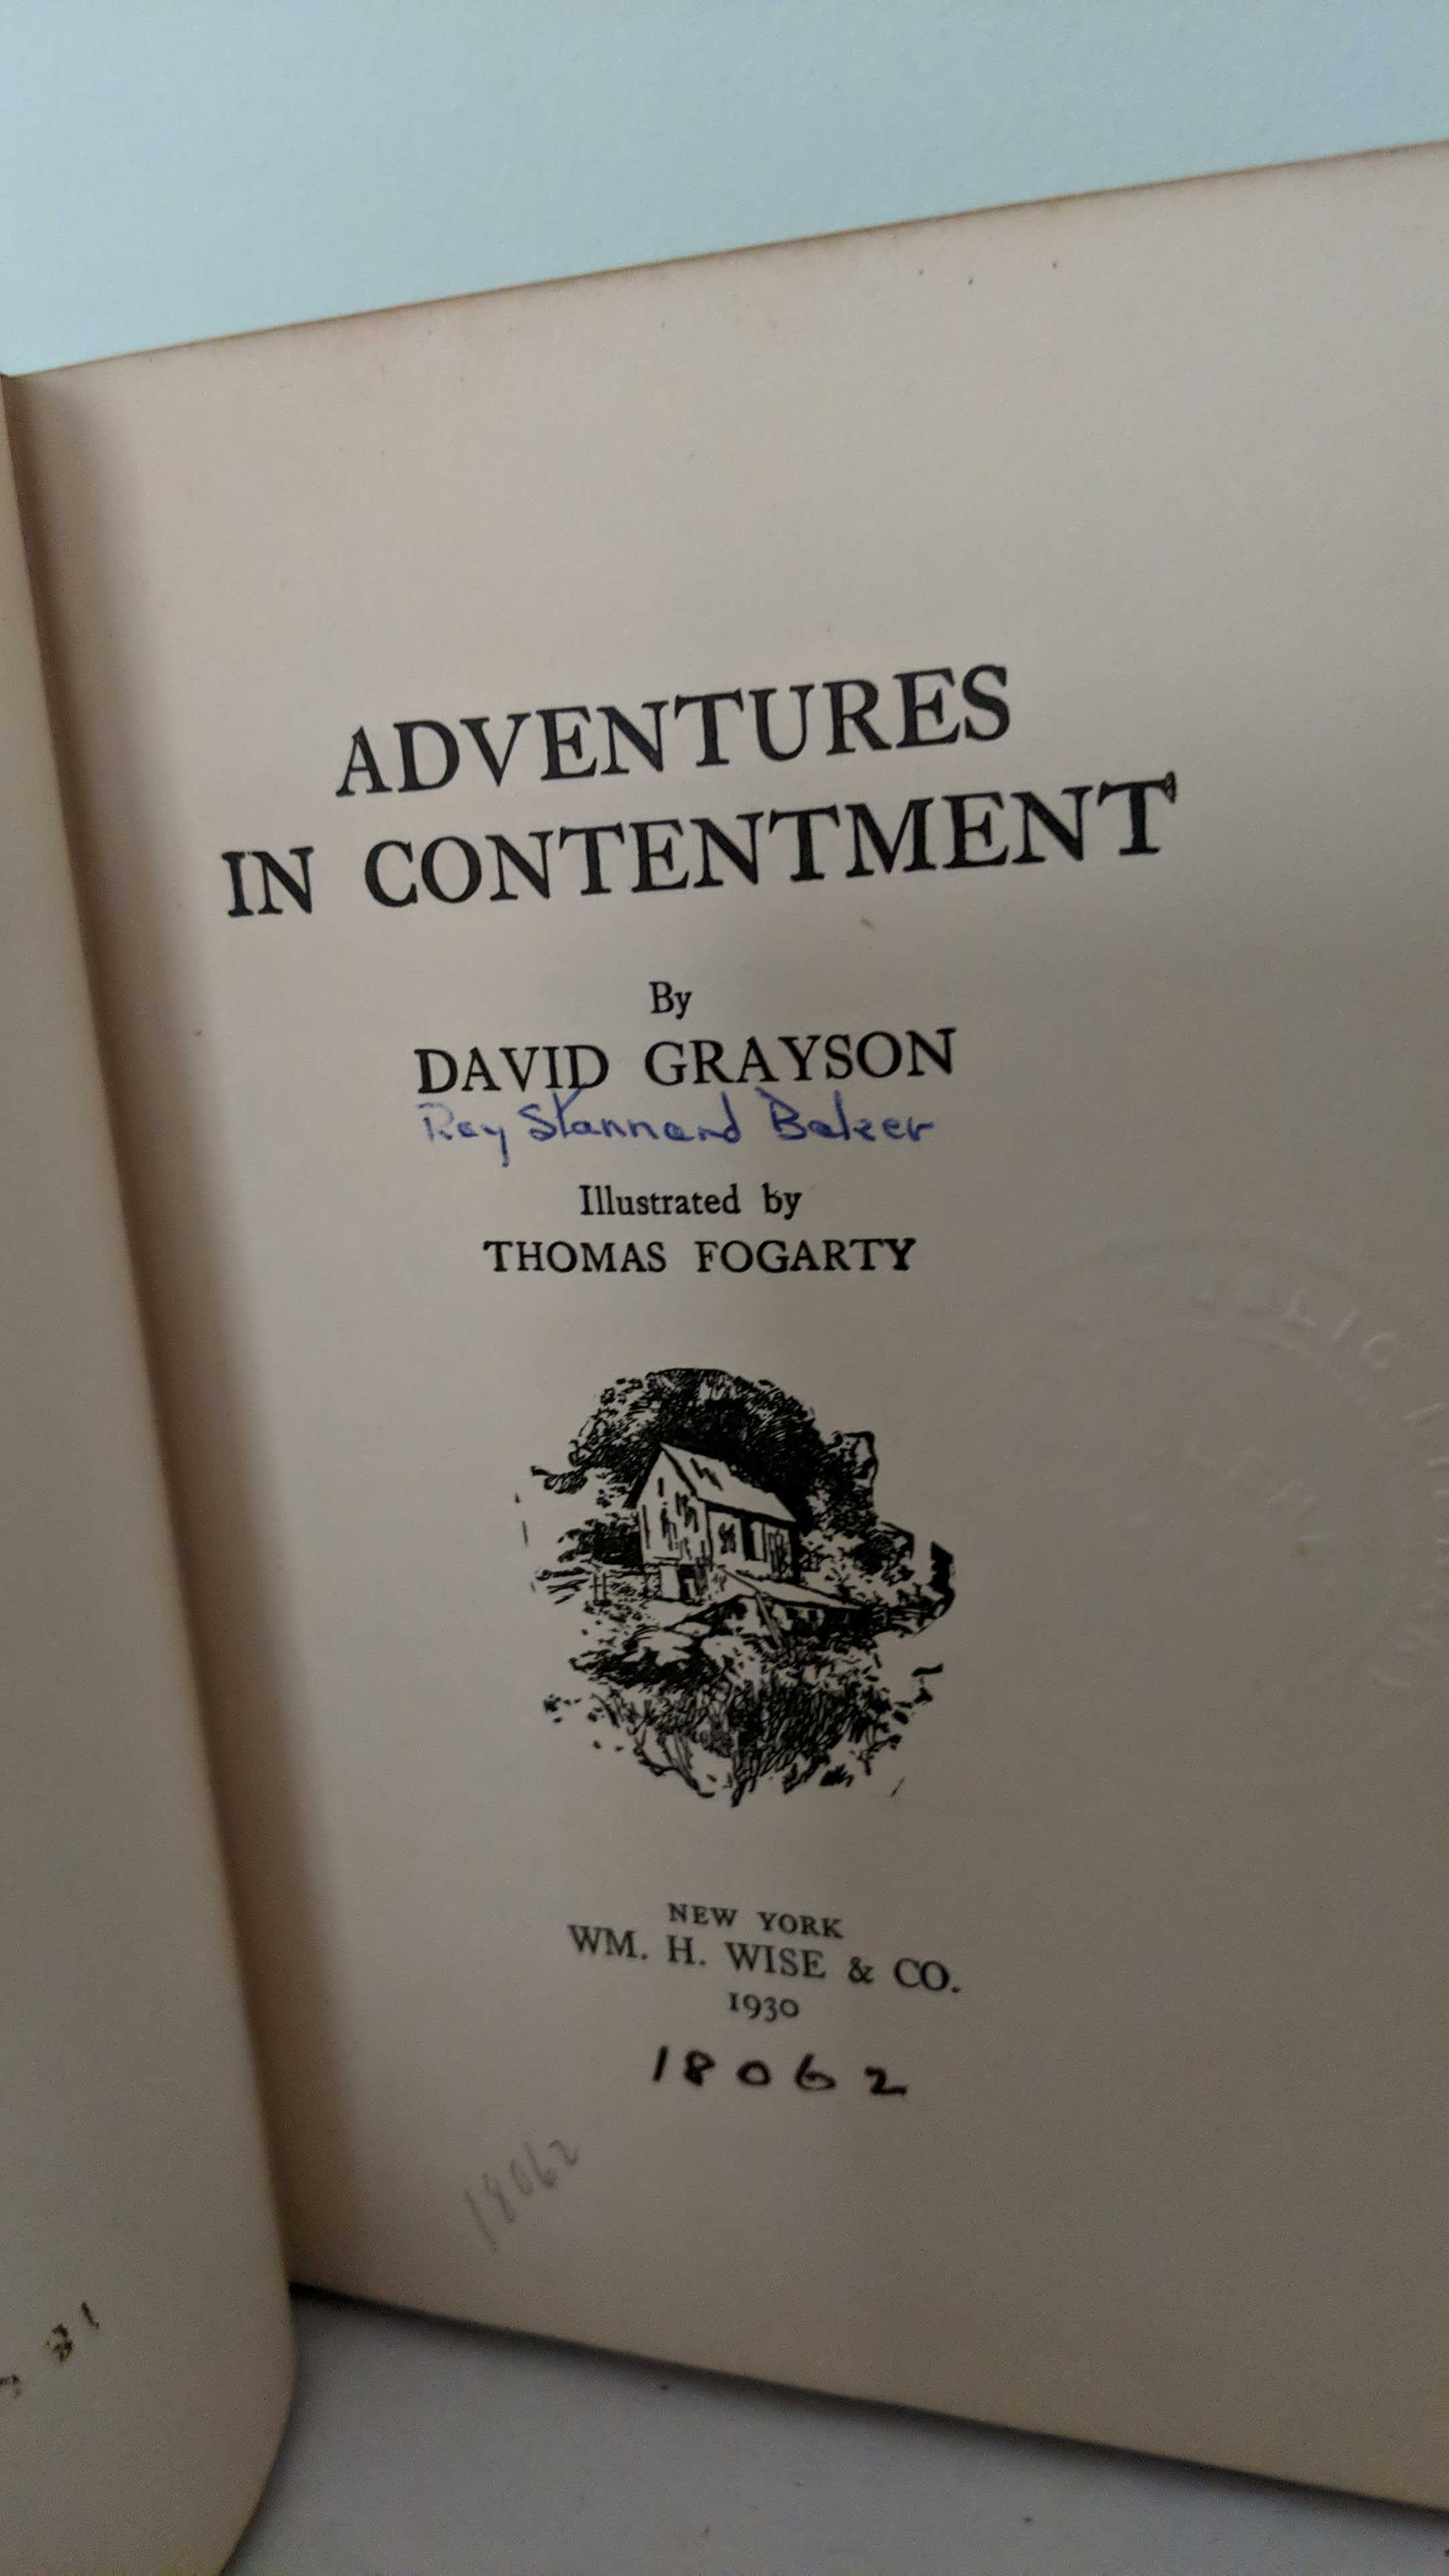 ADVENTURES
IN CONTENTMENT
By
DAVID GRAYSON
Ray Stannard Baker
Illustrated by
THOMAS FOGARTY
NEW YORK
WM. H. WISE & CO.
1930
18062
18062